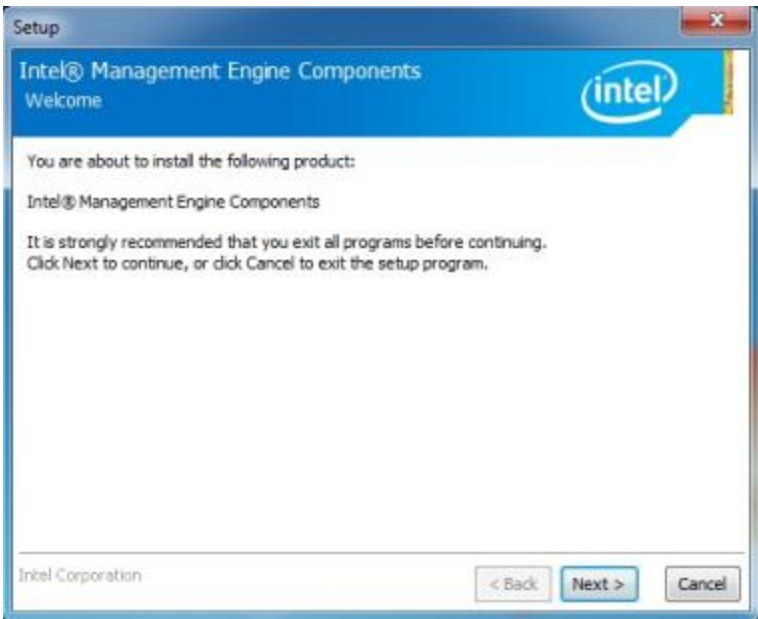 Setup
Intel® Management Engine Components
Welcome
intel
You are about to install the following product:
Intel® Management Engine Components
It is strongly recommended that you exit all programs before continuing.
Click Next to continue, or click Cancel to exit the setup program.
Intel Corporation
< Back Next > Cancel